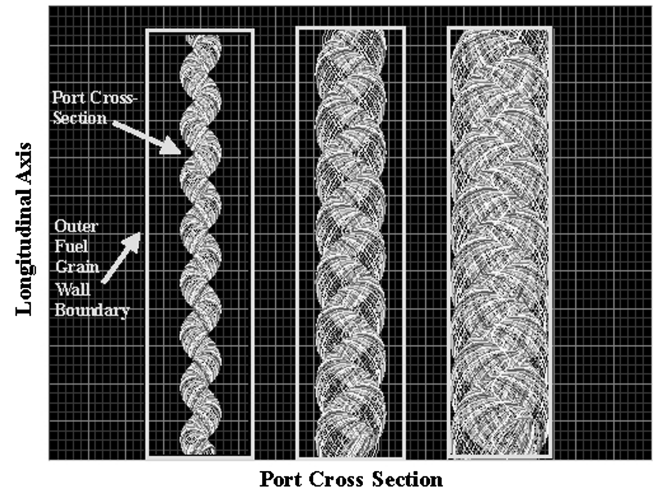 Longitudinal Axis
Port Cross-
Section
Outer
Fuel
Grain
Wall
Boundary
Port Cross Section